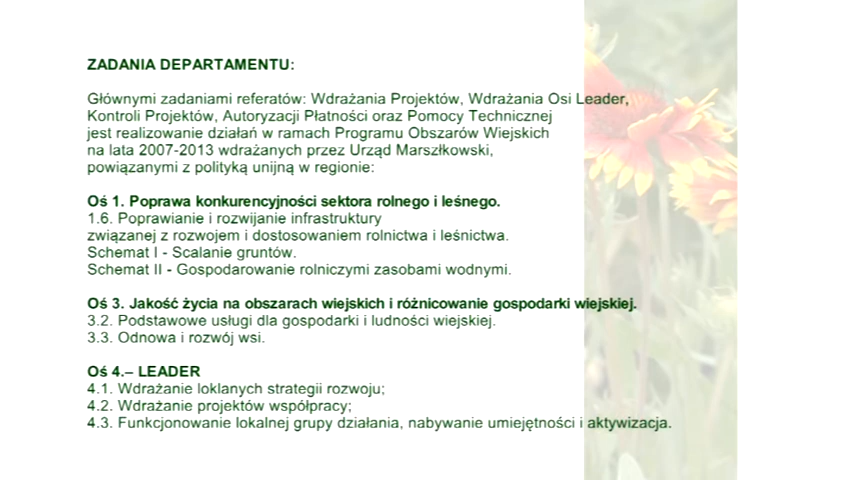 ZADANIA DEPARTAMENTU:
Głównymi zadaniami referatów: Wdrażania Projektów, Wdrażania Osi Leader,
Kontroli Projektów, Autoryzacji Płatności oraz Pomocy Technicznej
jest realizowanie działań w ramach Programu Obszarów Wiejskich
na lata 2007-2013 wdrażanych przez Urząd Marszłkowski,
powiązanymi z polityką unijną w regionie:
Oś 1. Poprawa konkurencyjności sektora rolnego i leśnego.
1.6. Poprawianie i rozwijanie infrastruktury
związanej z rozwojem i dostosowaniem rolnictwa i leśnictwa.
Schemat I - Scalanie gruntów.
Schemat II - Gospodarowanie rolniczymi zasobami wodnymi.
Oś 3. Jakość życia na obszarach wiejskich i różnicowanie gospodarki wiejskiej.
3.2. Podstawowe usługi dla gospodarki i ludności wiejskiej.
3.3. Odnowa i rozwój wsi.
Oś 4.– LEADER
4.1. Wdrażanie loklanych strategii rozwoju;
4.2. Wdrażanie projektów współpracy;
4.3. Funkcjonowanie lokalnej grupy działania, nabywanie umiejętności i aktywizacja.